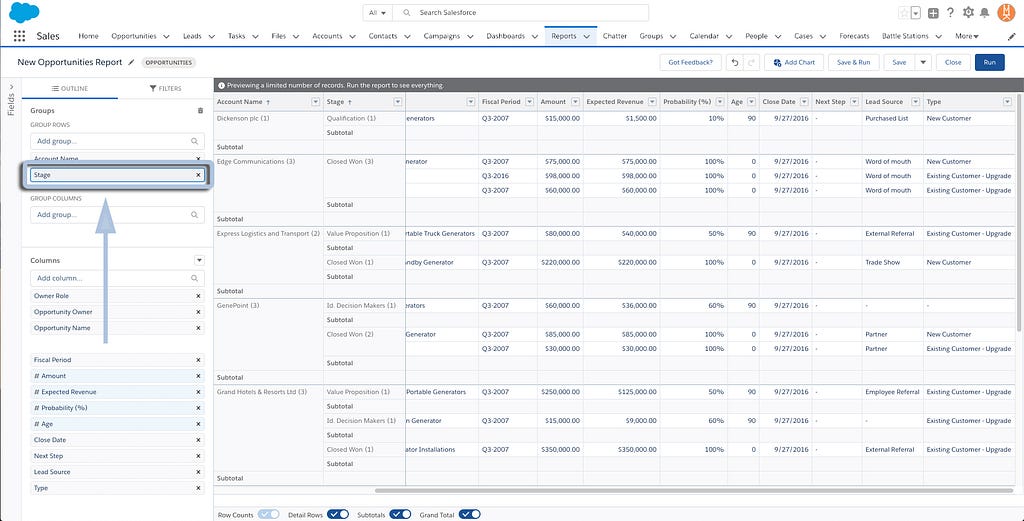 All Search Salesforce
Sales Home Opportunities Leads Tasks Files Accounts Contacts Campaigns Dashboards Reports Chatter Groups Calendar People Cases Forecasts Battle Stations More
New Opportunities Report OPPORTUNITIES Got Feedback? Add Chart Save & Run Save Close Run
Fields
OUTLINE FILTERS
Groups
GROUP ROWS
Add group...
Account Name
Stage
GROUP COLUMNS
Add group...
Columns
Add column...
Owner Role
Opportunity Owner
Opportunity Name
Fiscal Period
# Amount
# Expected Revenue
# Probability (%)
# Age
Close Date
Next Step
Lead Source
Type
Previewing a limited number of records. Run the report to see everything.
Account Name ↑ Stage ↑ Fiscal Period Amount Expected Revenue Probability (%) Age Close Date Next Step Lead Source Type
Dickenson plc (1) Qualification (1) enerators Q3-2007 $15,000.00 $1,500.00 10% 90 9/27/2016 - Purchased List New Customer
Subtotal
Subtotal
Edge Communications (3) Closed Won (3) nerator Q3-2007 $75,000.00 $75,000.00 100% 0 9/27/2016 - Word of mouth New Customer
Q3-2016 $98,000.00 $98,000.00 100% 0 9/27/2016 - Word of mouth Existing Customer - Upgrade
Q3-2007 $60,000.00 $60,000.00 100% 0 9/27/2016 - Word of mouth Existing Customer - Upgrade
Subtotal
Subtotal
Express Logistics and Transport (2) Value Proposition (1) rtable Truck Generators Q3-2007 $80,000.00 $40,000.00 50% 90 9/27/2016 - External Referral Existing Customer - Upgrade
Subtotal
Closed Won (1) ndby Generator Q3-2007 $220,000.00 $220,000.00 100% 0 9/27/2016 - Trade Show New Customer
Subtotal
Subtotal
GenePoint (3) Id. Decision Makers (1) erators Q3-2007 $60,000.00 $36,000.00 60% 90 9/27/2016 - - -
Subtotal
Closed Won (2) Generator Q3-2007 $85,000.00 $85,000.00 100% 0 9/27/2016 - Partner New Customer
Q3-2007 $30,000.00 $30,000.00 100% 0 9/27/2016 - Partner Existing Customer - Upgrade
Subtotal
Subtotal
Grand Hotels & Resorts Ltd (3) Value Proposition (1) Portable Generators Q3-2007 $250,000.00 $125,000.00 50% 90 9/27/2016 - Employee Referral Existing Customer - Upgrade
Subtotal
Id. Decision Makers (1) n Generator Q3-2007 $15,000.00 $9,000.00 60% 90 9/27/2016 - Existing Customer - Upgrade
Subtotal
Closed Won (1) ator Installations Q3-2007 $350,000.00 $350,000.00 100% 0 9/27/2016 - External Referral Existing Customer - Upgrade
Subtotal
Subtotal
Row Counts Detail Rows Subtotals Grand Total